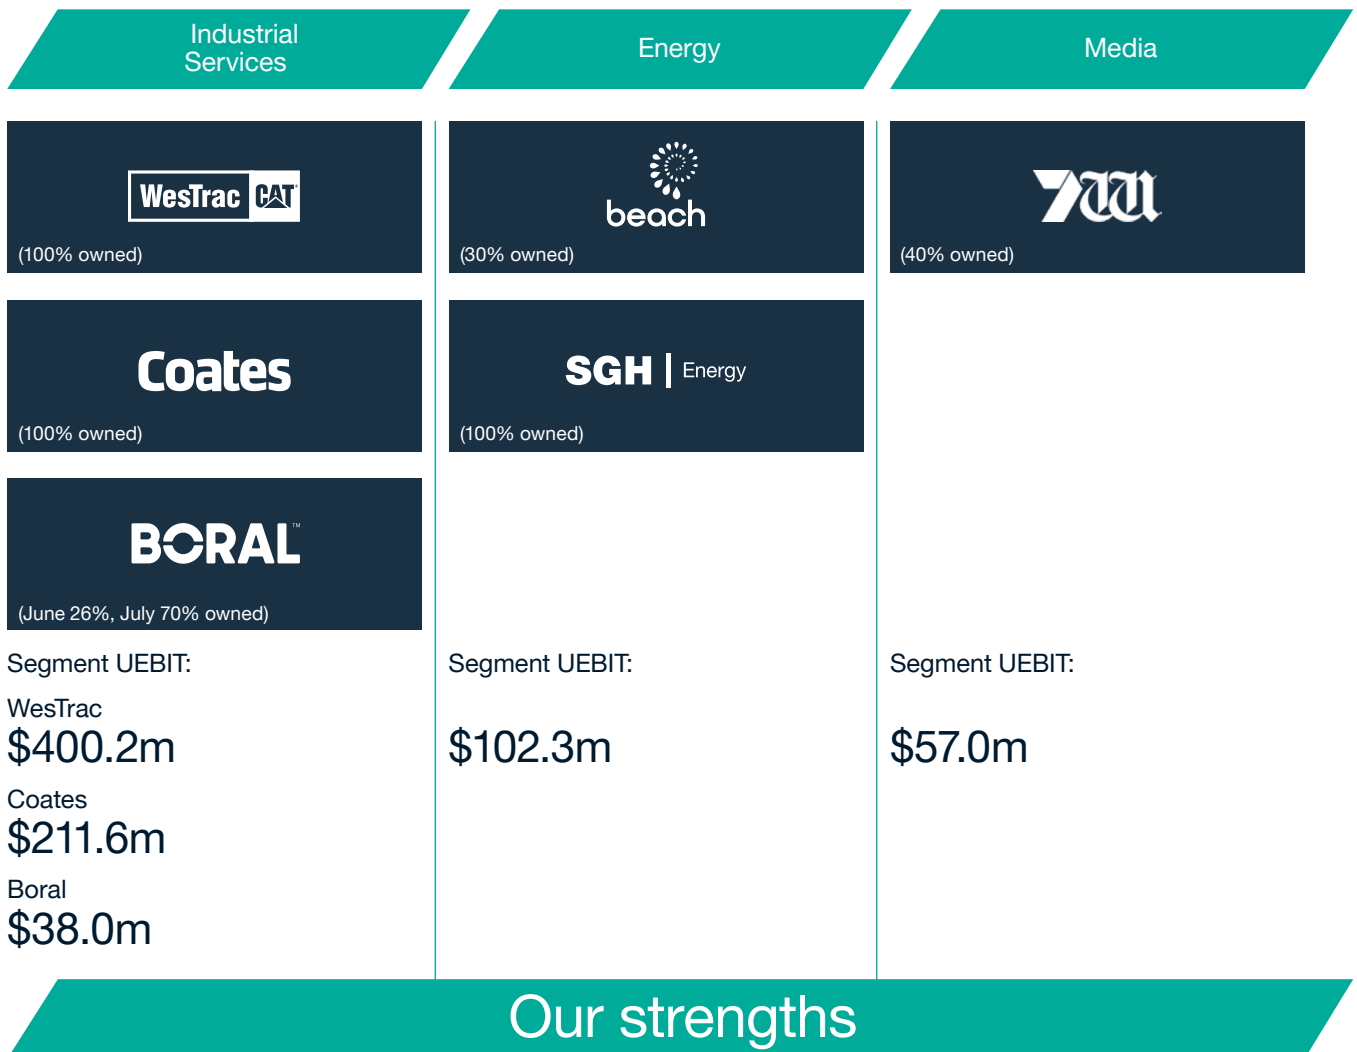 Industrial
Services
Energy
Media
WesTrac CAT
(100% owned)
Coates
(100% owned)
BORAL™
(June 26%, July 70% owned)
Segment UEBIT:
WesTrac
$400.2m
Coates
$211.6m
Boral
$38.0m
beach
(30% owned)
SGH | Energy
(100% owned)
Segment UEBIT:
$102.3m
7W
(40% owned)
Segment UEBIT:
$57.0m
Our strengths